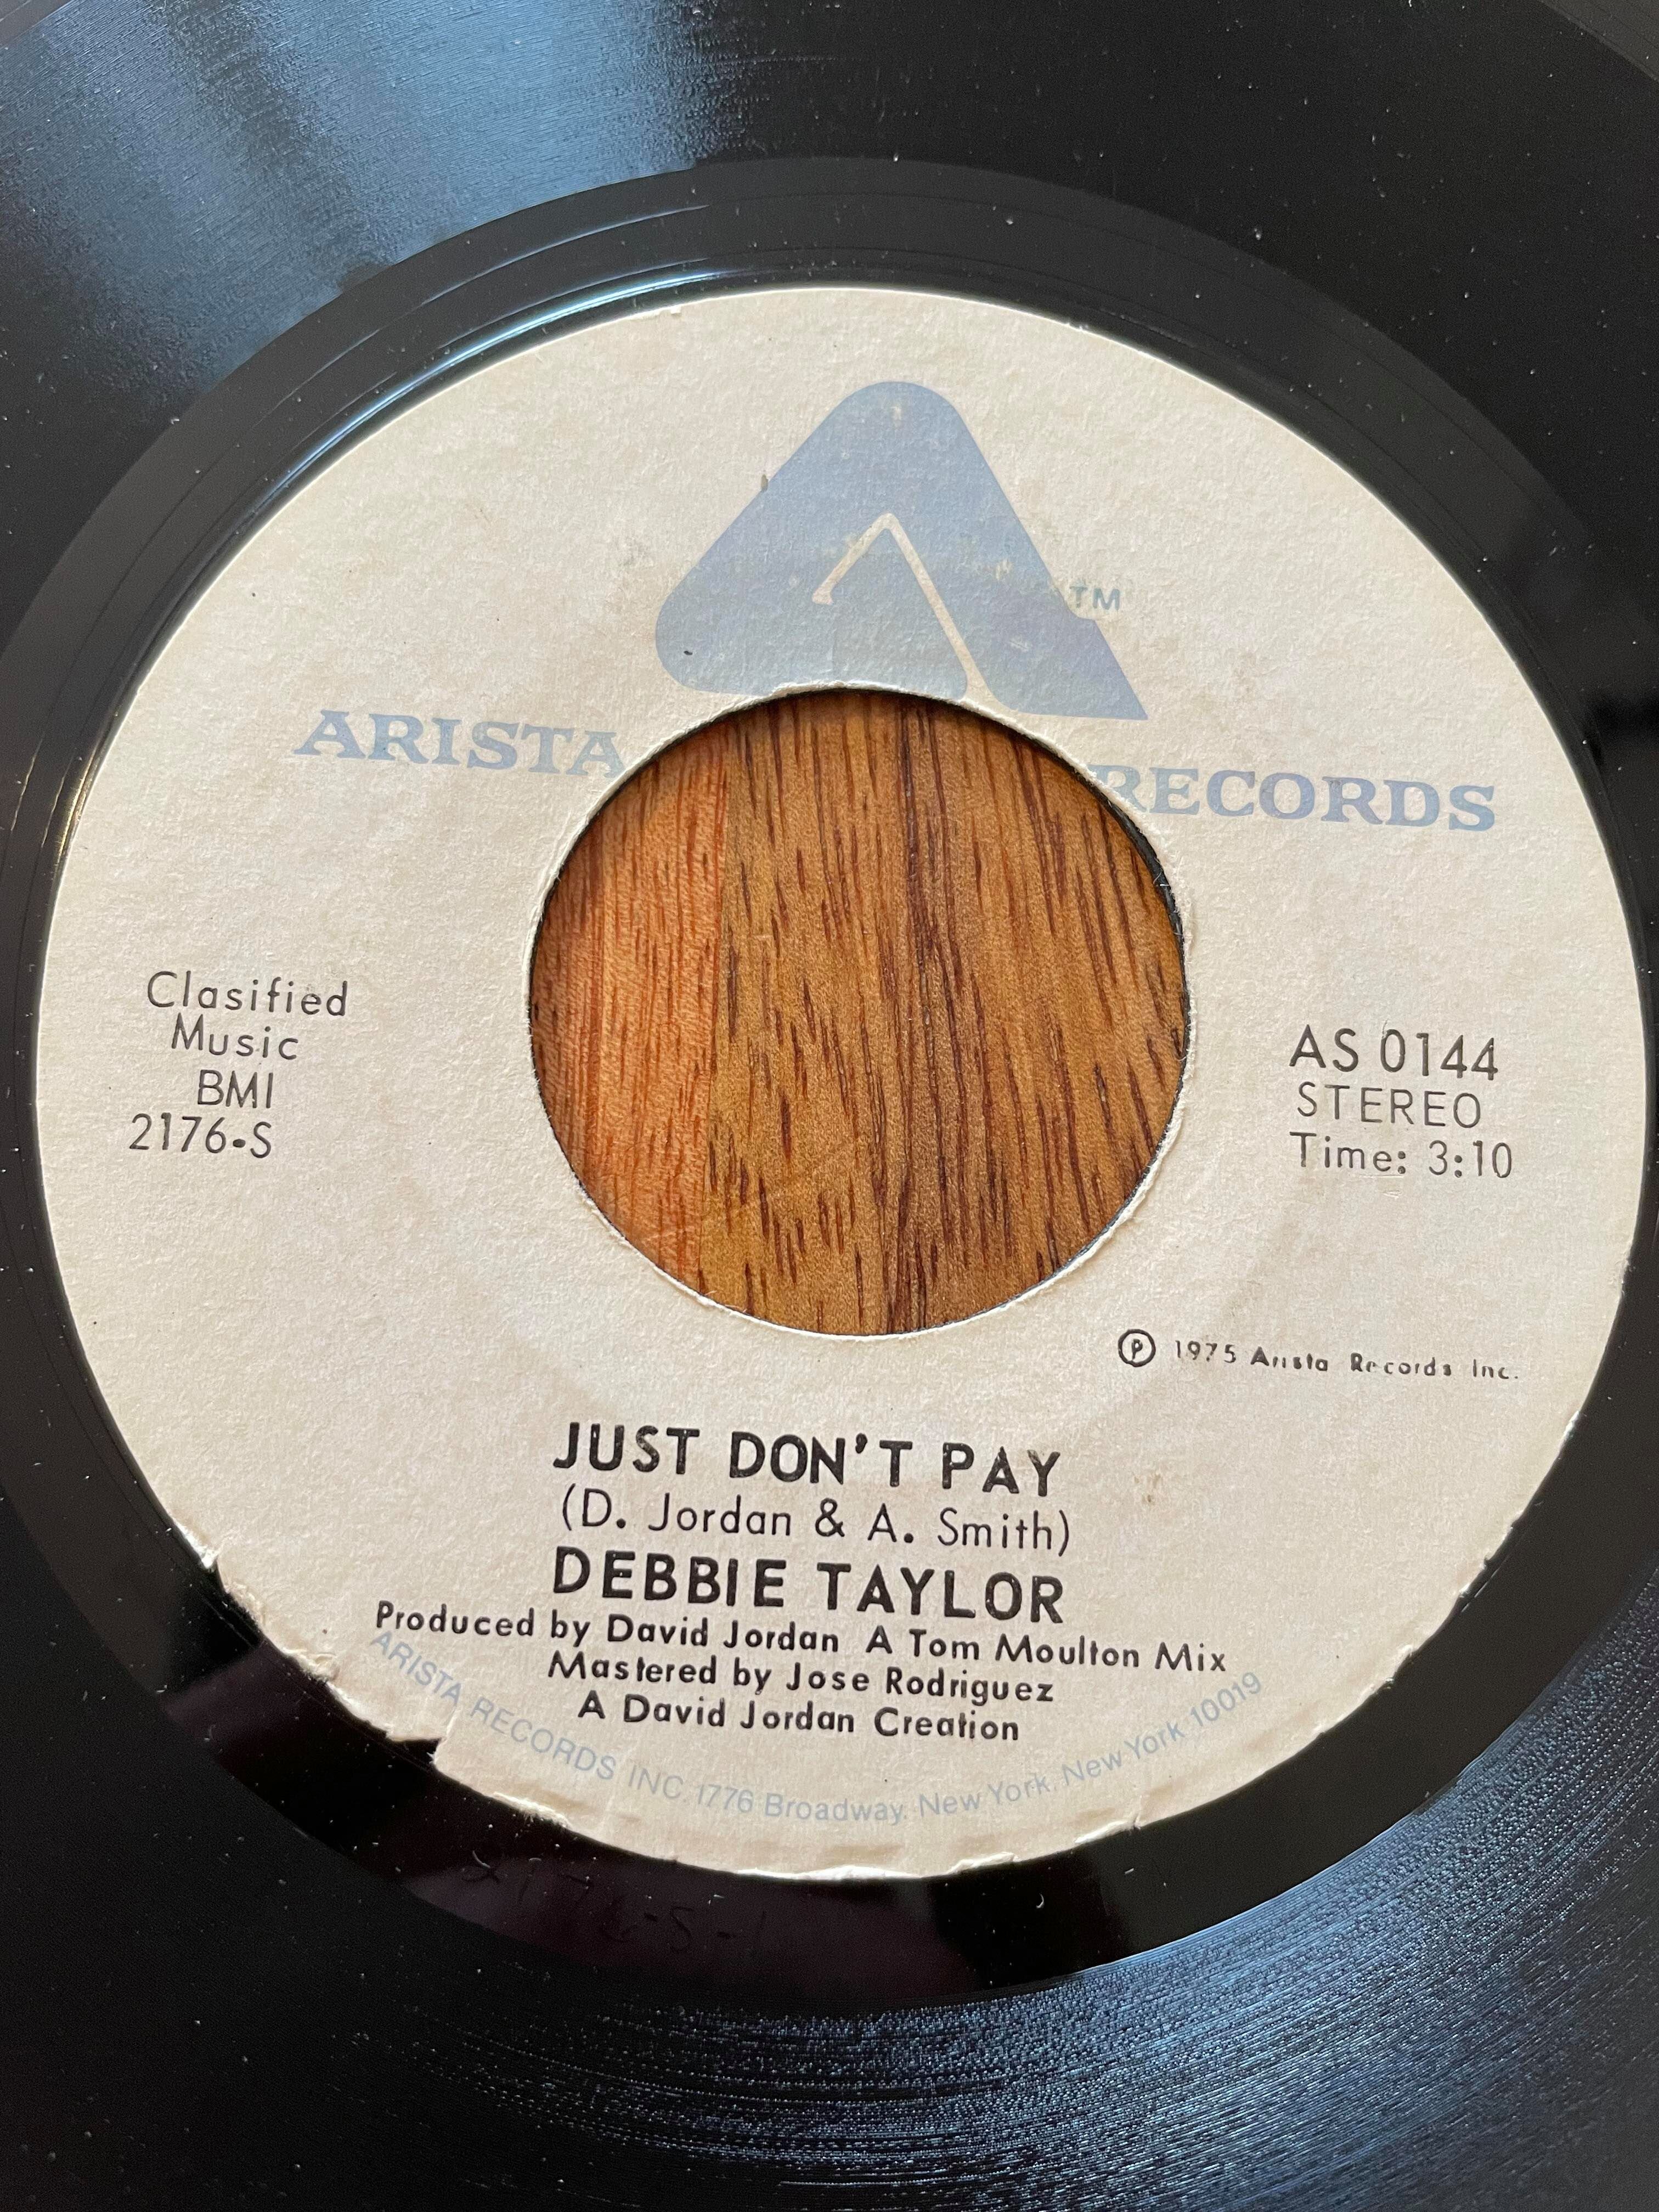 TM
ARISTA RECORDS
Clasified
Music
BMI
2176-S
AS 0144
STEREO
Time: 3:10
℗ 1975 Arista Records Inc.
JUST DON'T PAY
(D. Jordan & A. Smith)
DEBBIE TAYLOR
Produced by David Jordan A Tom Moulton Mix
Mastered by Jose Rodriguez
A David Jordan Creation
ARISTA RECORDS INC. 1776 Broadway, New York, New York 10019
2176-S-1